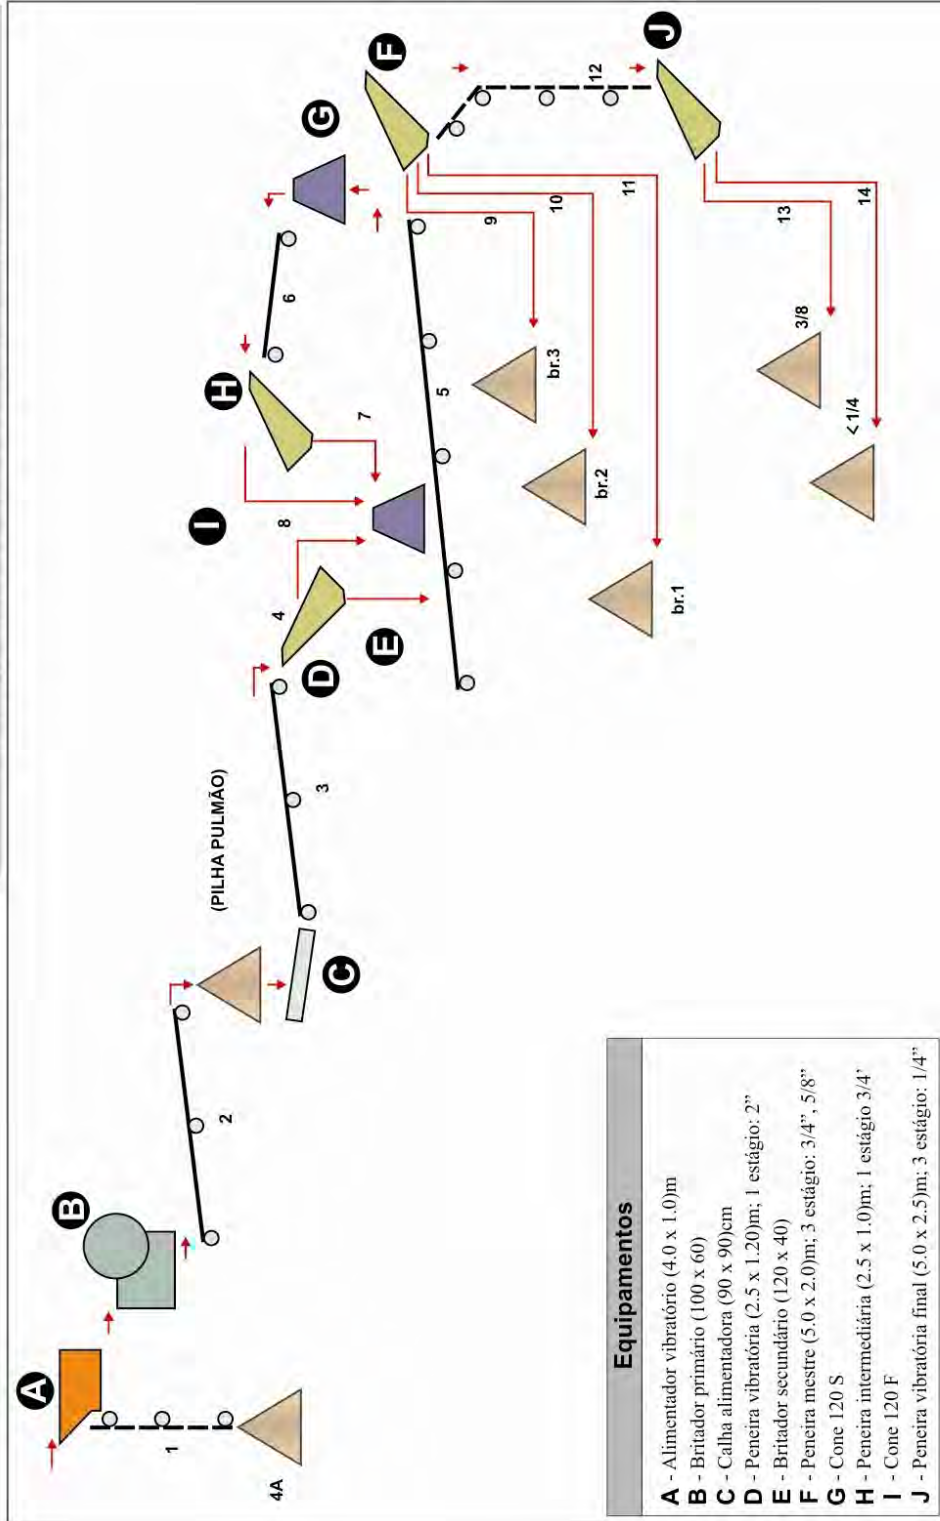 A
B
C
D
E
F
G
H
I
J
1
2
3
4
5
6
7
8
9
10
11
12
13
14
4A
(PILHA PULMÃO)
br.3
br.2
br.1
3/8
<1/4
Equipamentos
A - Alimentador vibratório (4.0 x 1.0)m
B - Britador primário (100 x 60)
C - Calha alimentadora (90 x 90)cm
D - Peneira vibratória (2.5 x 1.20)m; 1 estágio: 2”
E - Britador secundário (120 x 40)
F - Peneira mestre (5.0 x 2.0)m; 3 estágio: 3/4”, 5/8”
G - Cone 120 S
H - Peneira intermediária (2.5 x 1.0)m; 1 estágio 3/4’
I - Cone 120 F
J - Peneira vibratória final (5.0 x 2.5)m; 3 estágio: 1/4”